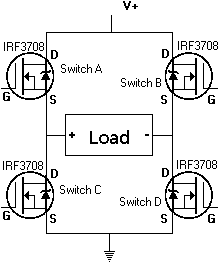 V+
IRF3708 IRF3708
D D
Switch A Switch B
G S S G
+ Load -
IRF3708 IRF3708
D D
Switch C Switch D
G S S G